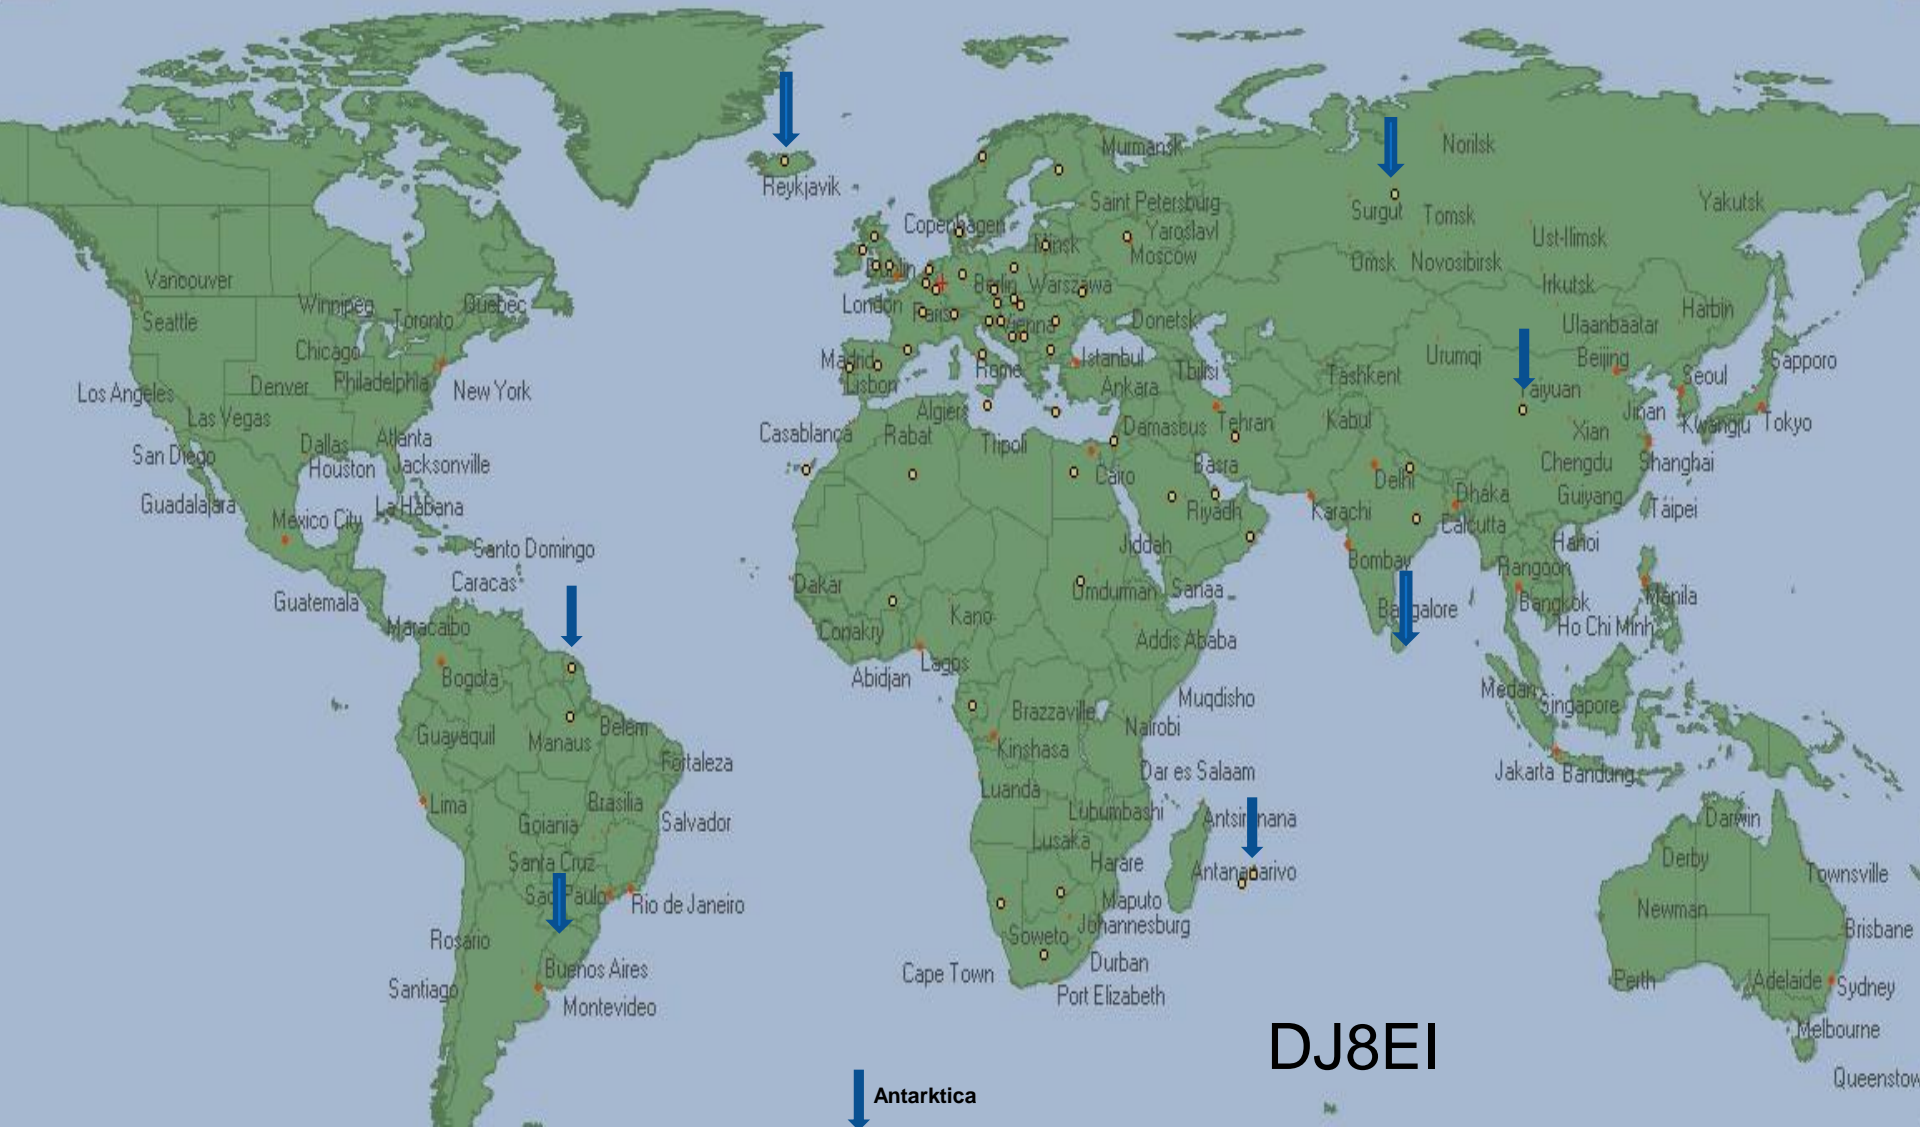 Norilsk
Murmansk
Reykjavik
Saint Petersburg
Yakutsk
Surgut
Tomsk
Copenhagen
Yaroslavl
Minsk
Ust-Ilimsk
Moscow
Omsk
Novosibirsk
Dublin
Vancouver
Berlin
Warszawa
Irkutsk
Winnipeg
Quebec
London
Paris
Harbin
Seattle
Toronto
Vienna
Donetsk
Ulaanbaatar
Chicago
Madrid
Istanbul
Urumqi
Beijing
Sapporo
Rome
Tbilisi
Tashkent
Seoul
Los Angeles
Denver
Philadelphia
New York
Lisbon
Ankara
Taiyuan
Las Vegas
Algiers
Jinan
Casablanca
Rabat
Tripoli
Damascus
Tehran
Kabul
Xian
Kwangju
Tokyo
Dallas
Atlanta
San Diego
Houston
Jacksonville
Cairo
Basra
Delhi
Chengdu
Shanghai
Guadalajara
La Habana
Mexico City
Riyadh
Karachi
Dhaka
Guiyang
Taipei
Calcutta
Santo Domingo
Jiddah
Hanoi
Caracas
Dakar
Umdurman
Sanaa
Bombay
Rangoon
Manila
Guatemala
Kano
Bangalore
Bangkok
Maracaibo
Conakry
Addis Ababa
Ho Chi Minh
Bogota
Abidjan
Lagos
Medan
Singapore
Muqdisho
Brazzaville
Guayaquil
Manaus
Belem
Nairobi
Kinshasa
Fortaleza
Dar es Salaam
Jakarta
Bandung
Lima
Brasilia
Luanda
Lubumbashi
Goiania
Salvador
Antsiranana
Darwin
Lusaka
Santa Cruz
Harare
Antananarivo
Derby
Townsville
Sao Paulo
Rio de Janeiro
Maputo
Newman
Rosario
Soweto
Johannesburg
Brisbane
Buenos Aires
Cape Town
Durban
Santiago
Montevideo
Port Elizabeth
Perth
Adelaide
Sydney
Melbourne
DJ8EI
Queenstow
Antarktica